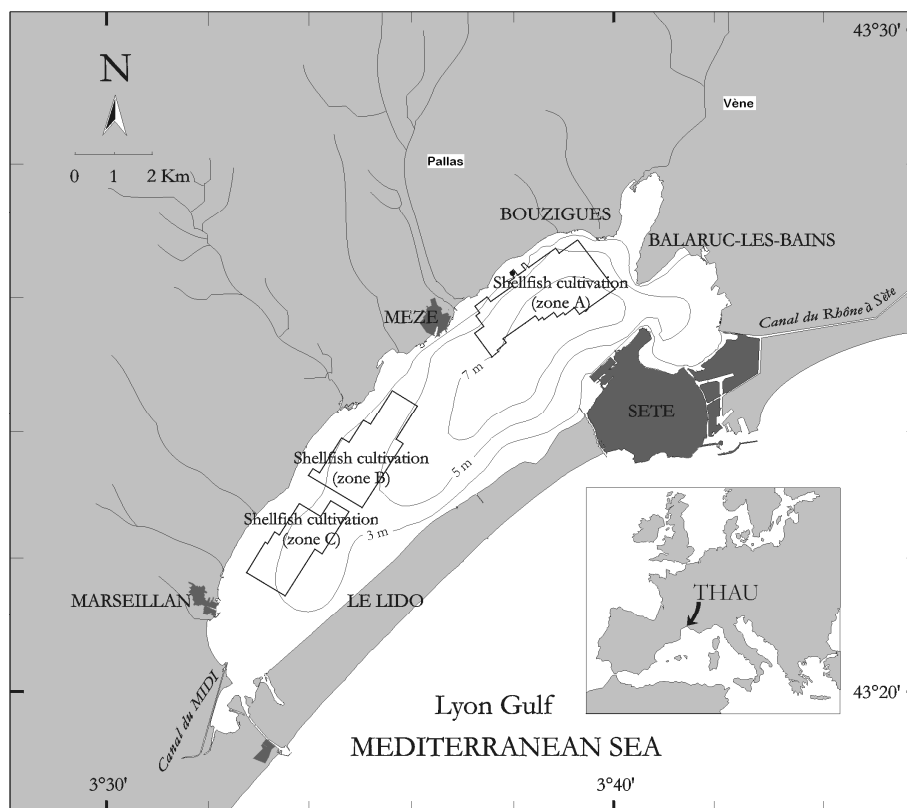 43°30'
N
Vène
0 1 2 Km
Pallas
BOUZIGUES
BALARUC-LES-BAINS
Shellfish cultivation
(zone A)
Canal du Rhône à Sète
MEZE
7 m
SETE
Shellfish cultivation
(zone B)
5 m
Shellfish cultivation
(zone C)
3 m
THAU
MARSEILLAN
LE LIDO
Canal du MIDI
43°20'
Lyon Gulf
MEDITERRANEAN SEA
3°30'
3°40'